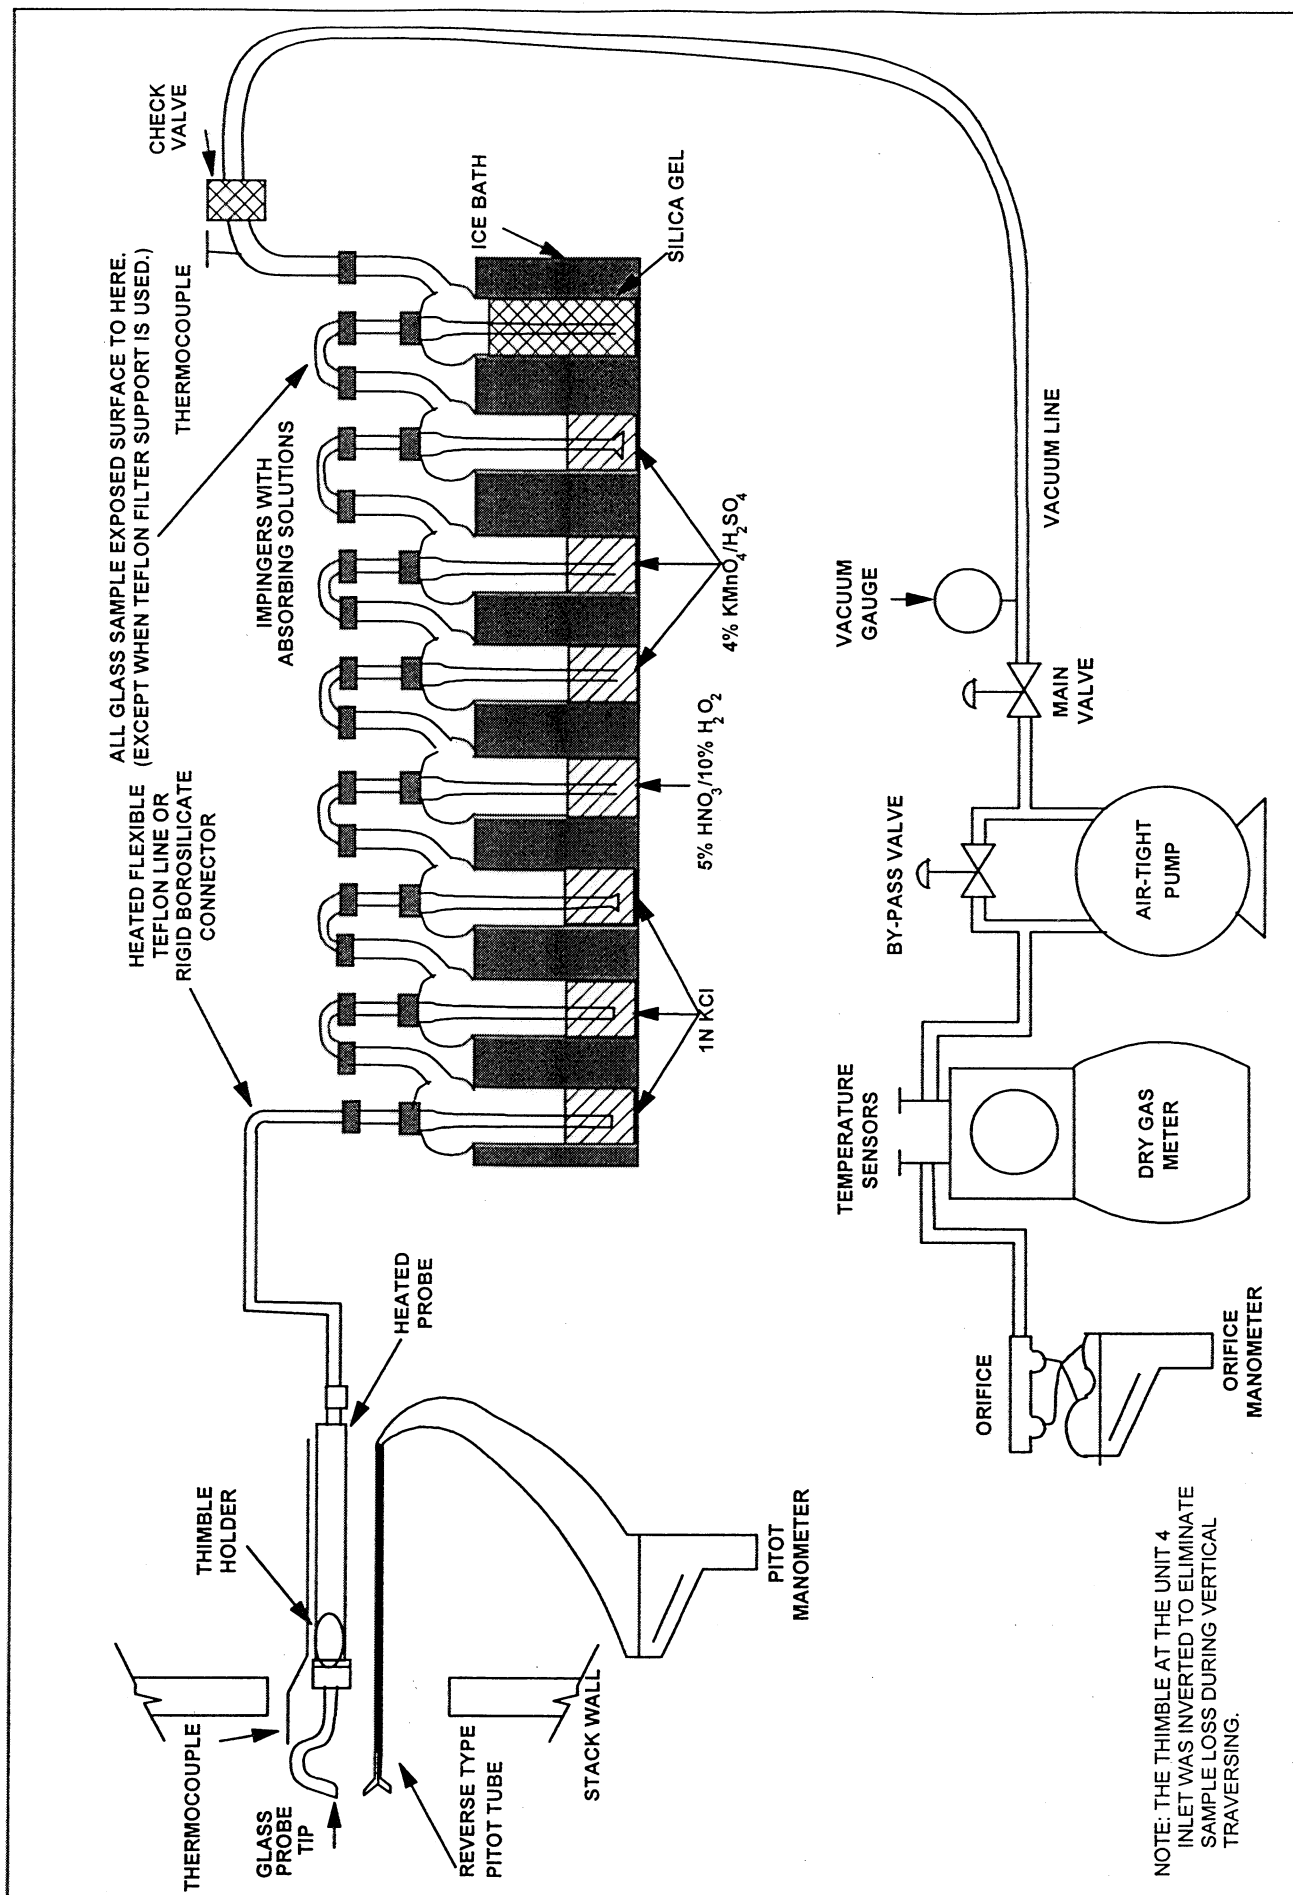 THERMOCOUPLE
GLASS
PROBE
TIP
REVERSE TYPE
PITOT TUBE
STACK WALL
THIMBLE
HOLDER
HEATED
PROBE
PITOT
MANOMETER
HEATED FLEXIBLE
TEFLON LINE OR
RIGID BOROSILICATE
CONNECTOR
ALL GLASS SAMPLE EXPOSED SURFACE TO HERE.
(EXCEPT WHEN TEFLON FILTER SUPPORT IS USED.)
THERMOCOUPLE
CHECK
VALVE
IMPINGERS WITH
ABSORBING SOLUTIONS
ICE BATH
SILICA GEL
1N KCl
5% HNO3/10% H2O2
4% KMnO4/H2SO4
VACUUM LINE
VACUUM
GAUGE
MAIN
VALVE
BY-PASS VALVE
AIR-TIGHT
PUMP
TEMPERATURE
SENSORS
DRY GAS
METER
ORIFICE
ORIFICE
MANOMETER
NOTE: THE THIMBLE AT THE UNIT 4
INLET WAS INVERTED TO ELIMINATE
SAMPLE LOSS DURING VERTICAL
TRAVERSING.